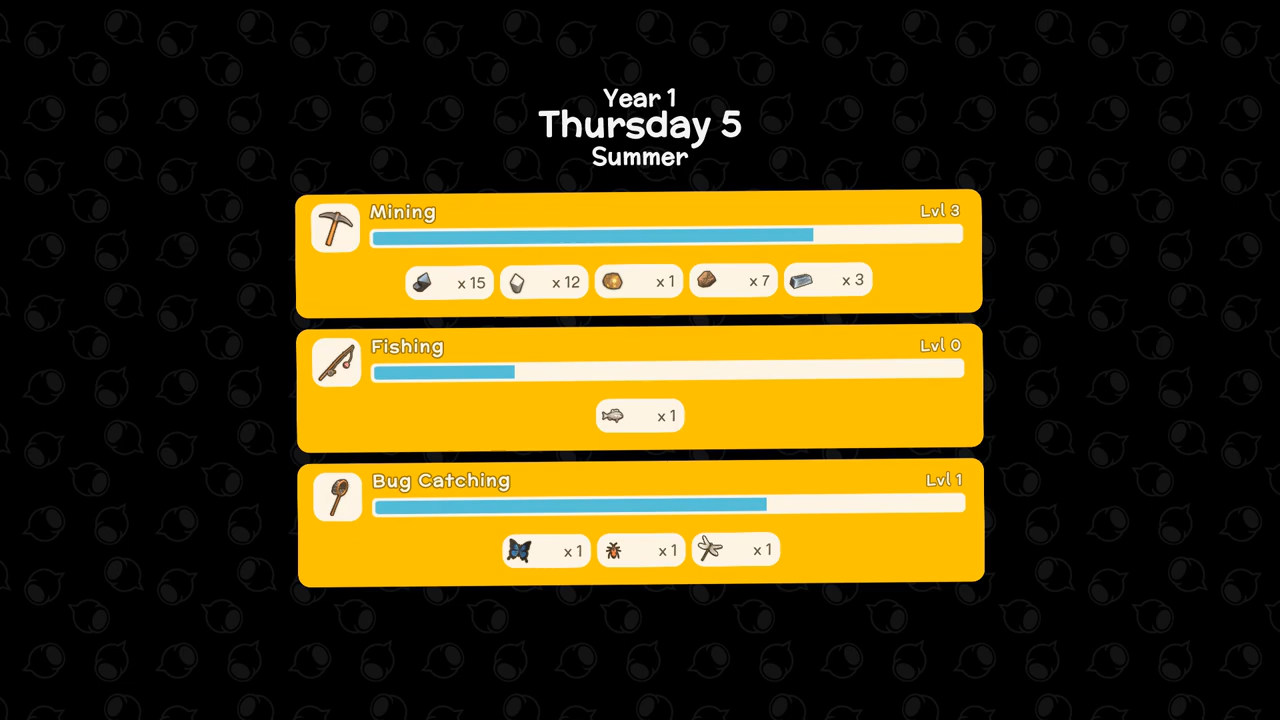 Year 1
Thursday 5
Summer
Mining Lvl 3
x 15 x 12 x 1 x 7 x 3
Fishing Lvl 0
x 1
Bug Catching Lvl 1
x 1 x 1 x 1